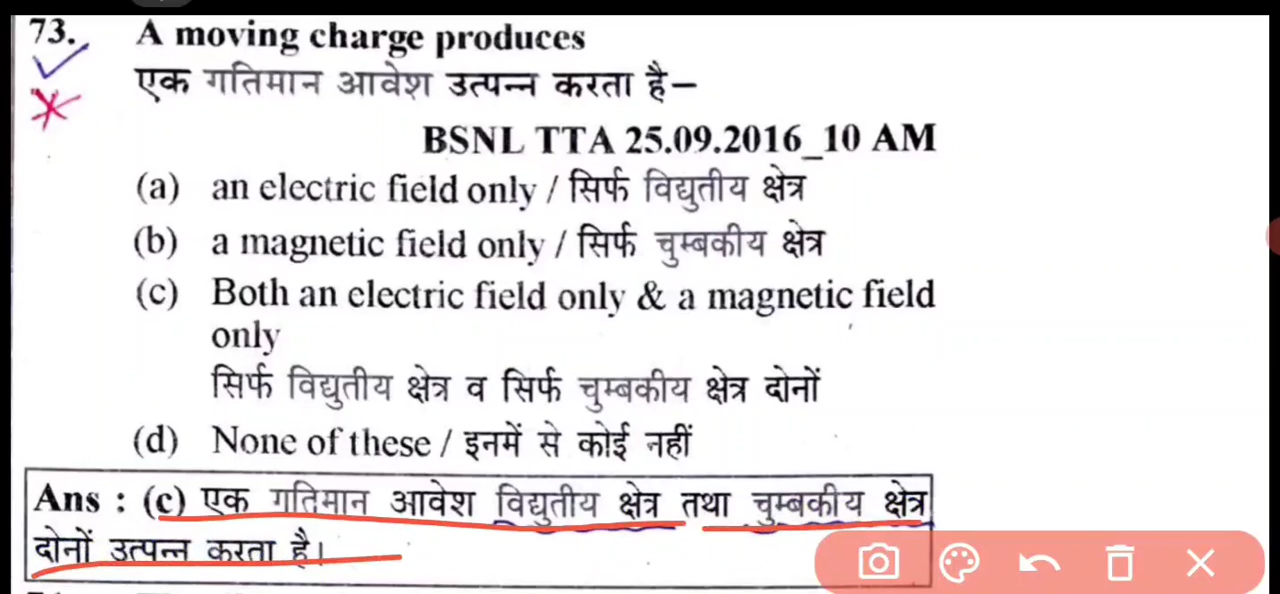 73. A moving charge produces
एक गतिमान आवेश उत्पन्न करता है–
BSNL TTA 25.09.2016_10 AM
(a) an electric field only / सिर्फ विद्युतीय क्षेत्र
(b) a magnetic field only / सिर्फ चुम्बकीय क्षेत्र
(c) Both an electric field only & a magnetic field
only
सिर्फ विद्युतीय क्षेत्र व सिर्फ चुम्बकीय क्षेत्र दोनों
(d) None of these / इनमें से कोई नहीं
Ans : (c) एक गतिमान आवेश विद्युतीय क्षेत्र तथा चुम्बकीय क्षेत्र
दोनों उत्पन्न करता है।